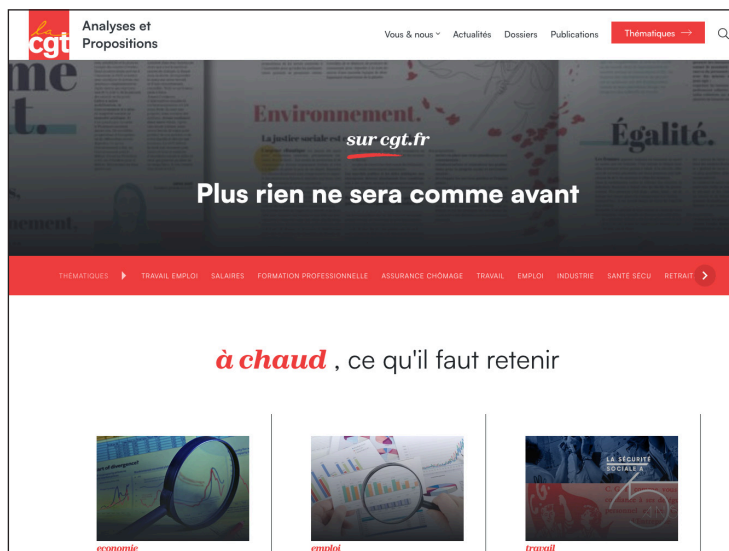 la
cgt
Analyses et
Propositions
Vous & nous
Actualités
Dossiers
Publications
Thématiques →
me
t.
Environnement.
La justice sociale est
Égalité.
sur cgt.fr
Plus rien ne sera comme avant
nement.
THÉMATIQUES
TRAVAIL EMPLOI
SALAIRES
FORMATION PROFESSIONNELLE
ASSURANCE CHÔMAGE
TRAVAIL
EMPLOI
INDUSTRIE
SANTÉ SÉCU
RETRAIT
à chaud , ce qu'il faut retenir
LA SÉCURITÉ
SOCIALE A
economie
emploi
travail